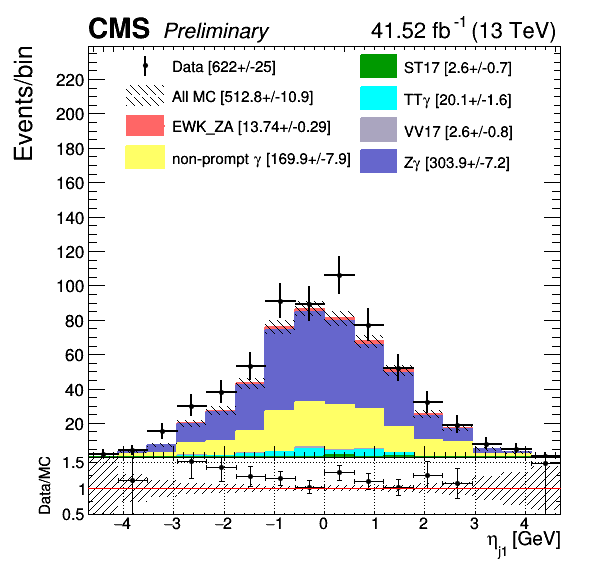 CMS Preliminary 41.52 fb⁻¹ (13 TeV)
Events/bin
Data [622+/-25]
All MC [512.8+/-10.9]
EWK_ZA [13.74+/-0.29]
non-prompt γ [169.9+/-7.9]
ST17 [2.6+/-0.7]
TTγ [20.1+/-1.6]
VV17 [2.6+/-0.8]
Zγ [303.9+/-7.2]
220
200
180
160
140
120
100
80
60
40
20
Data/MC
1.5
1
0.5
−4 −3 −2 −1 0 1 2 3 4
η_j1 [GeV]